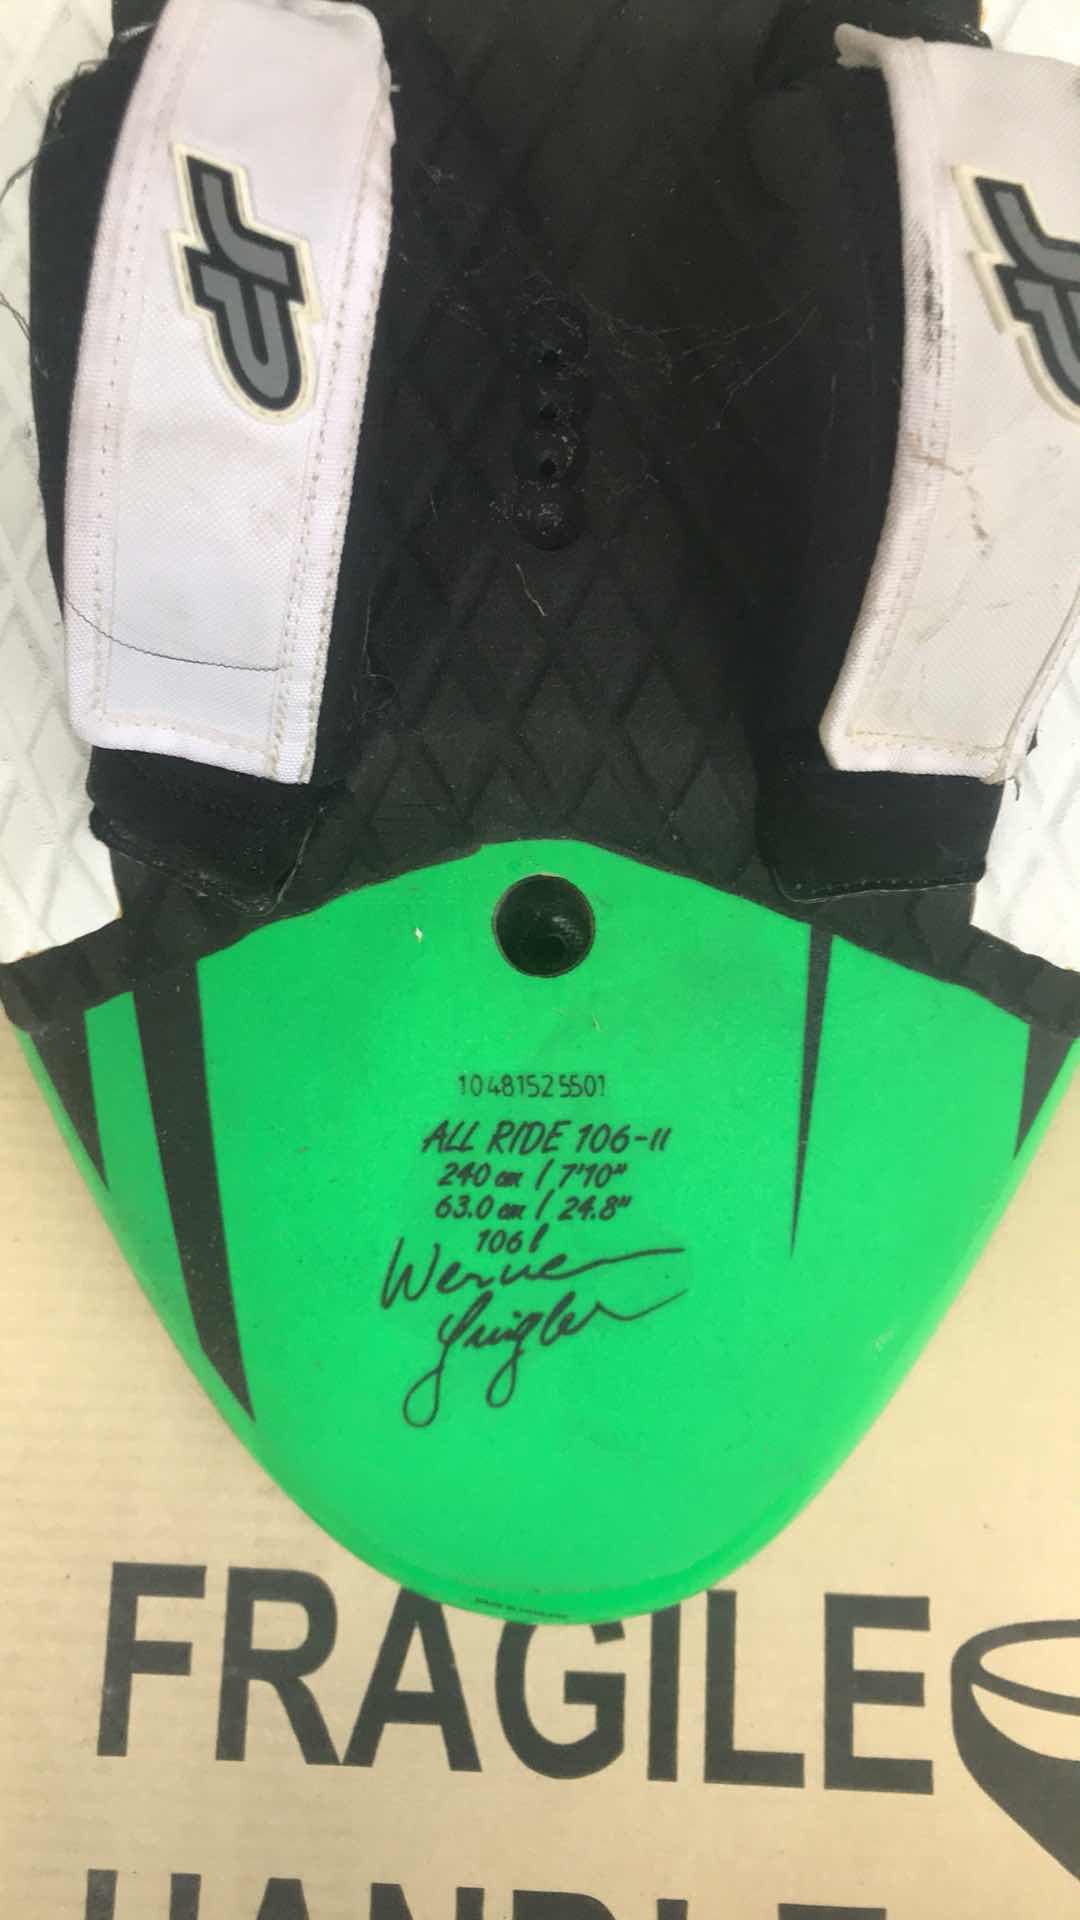 JP
JP
10481525501
ALL RIDE 106-II
240 cm / 7'10"
63.0 cm / 24.8"
106 l
Werner
Gnigler
FRAGILE
HANDLE